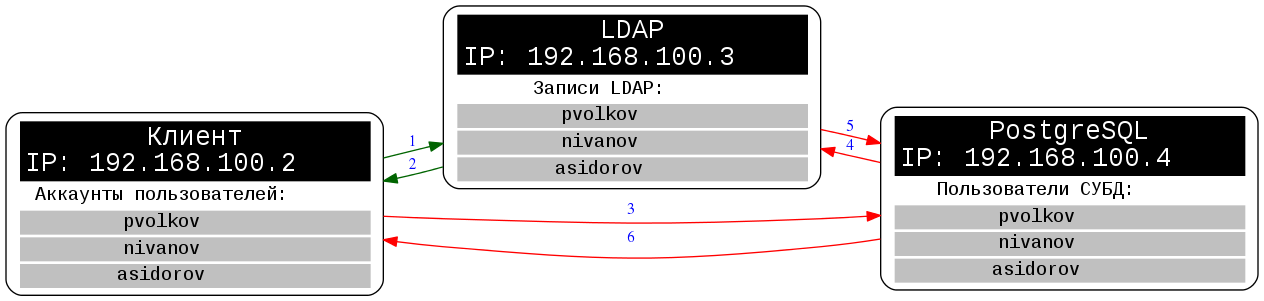 Клиент
IP: 192.168.100.2
Аккаунты пользователей:
pvolkov
nivanov
asidorov
1
2
LDAP
IP: 192.168.100.3
Записи LDAP:
pvolkov
nivanov
asidorov
3
6
5
4
PostgreSQL
IP: 192.168.100.4
Пользователи СУБД:
pvolkov
nivanov
asidorov